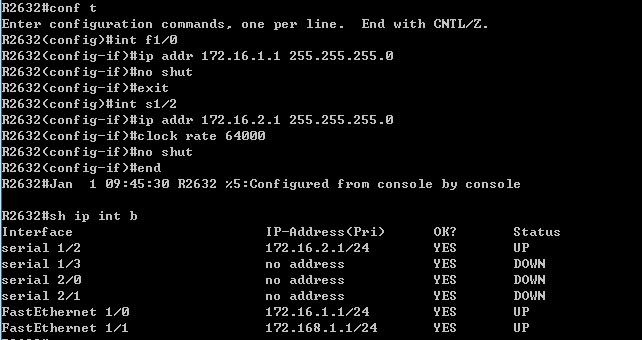 R2632#conf t
Enter configuration commands, one per line.  End with CNTL/Z.
R2632(config)#int f1/0
R2632(config-if)#ip addr 172.16.1.1 255.255.255.0
R2632(config-if)#no shut
R2632(config-if)#exit
R2632(config)#int s1/2
R2632(config-if)#ip addr 172.16.2.1 255.255.255.0
R2632(config-if)#clock rate 64000
R2632(config-if)#no shut
R2632(config-if)#end
R2632#Jan  1 09:45:30 R2632 %5:Configured from console by console
R2632#sh ip int b
Interface                        IP-Address(Pri)      OK?       Status
serial 1/2                       172.16.2.1/24        YES       UP
serial 1/3                       no address           YES       DOWN
serial 2/0                       no address           YES       DOWN
serial 2/1                       no address           YES       DOWN
FastEthernet 1/0                 172.16.1.1/24        YES       UP
FastEthernet 1/1                 172.168.1.1/24       YES       UP